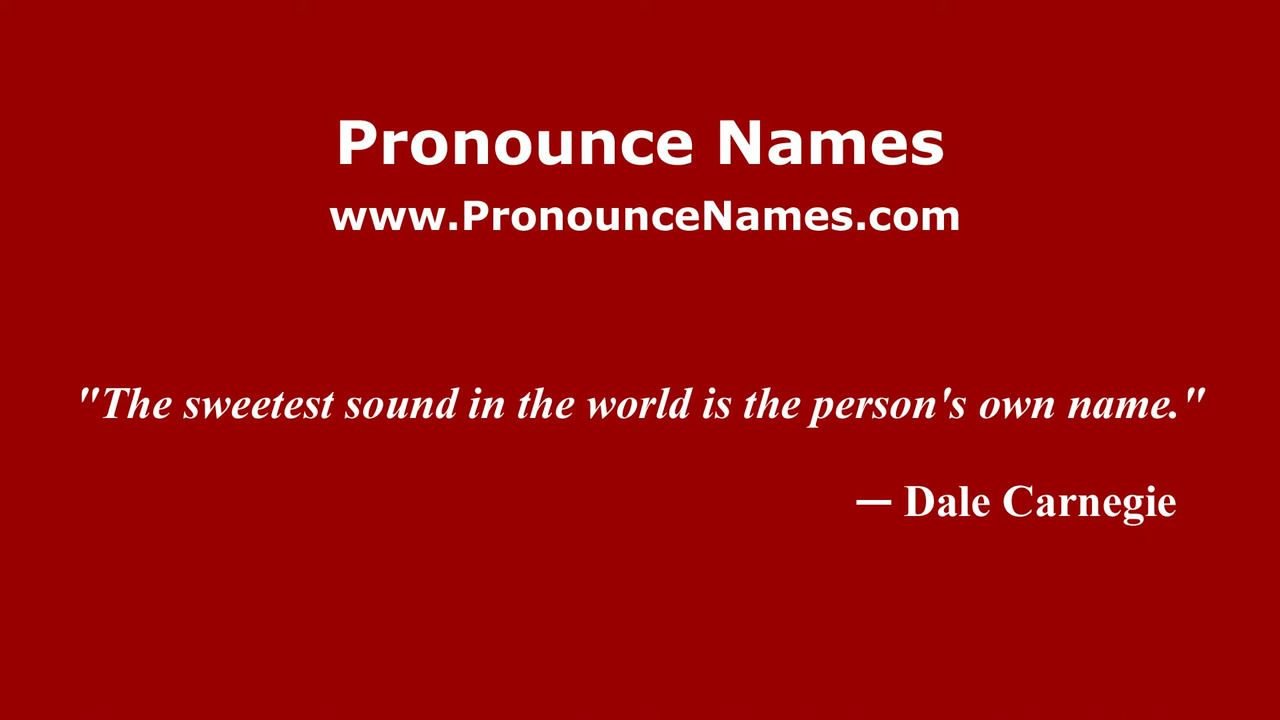 Pronounce Names
www.PronounceNames.com
"The sweetest sound in the world is the person's own name."
— Dale Carnegie